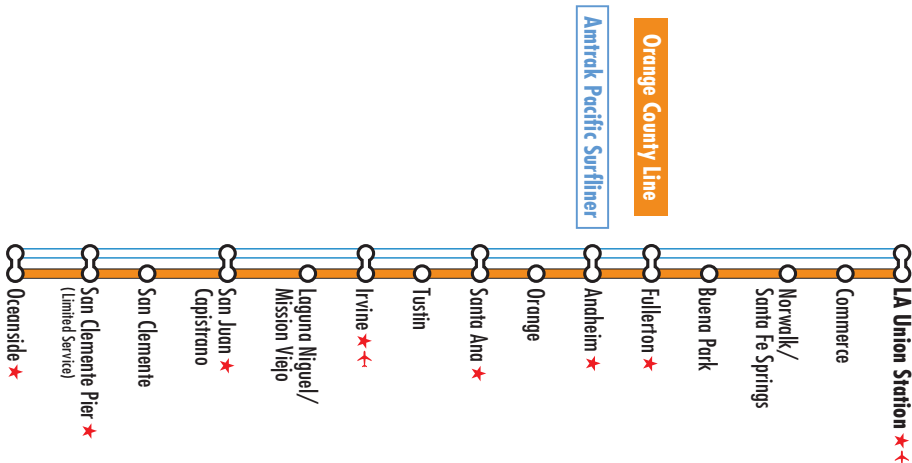 Orange County Line
Amtrak Pacific Surfliner
LA Union Station
Commerce
Norwalk/
Santa Fe Springs
Buena Park
Fullerton
Anaheim
Orange
Santa Ana
Tustin
Irvine
Laguna Niguel/
Mission Viejo
San Juan
Capistrano
San Clemente
San Clemente Pier
(Limited Service)
Oceanside